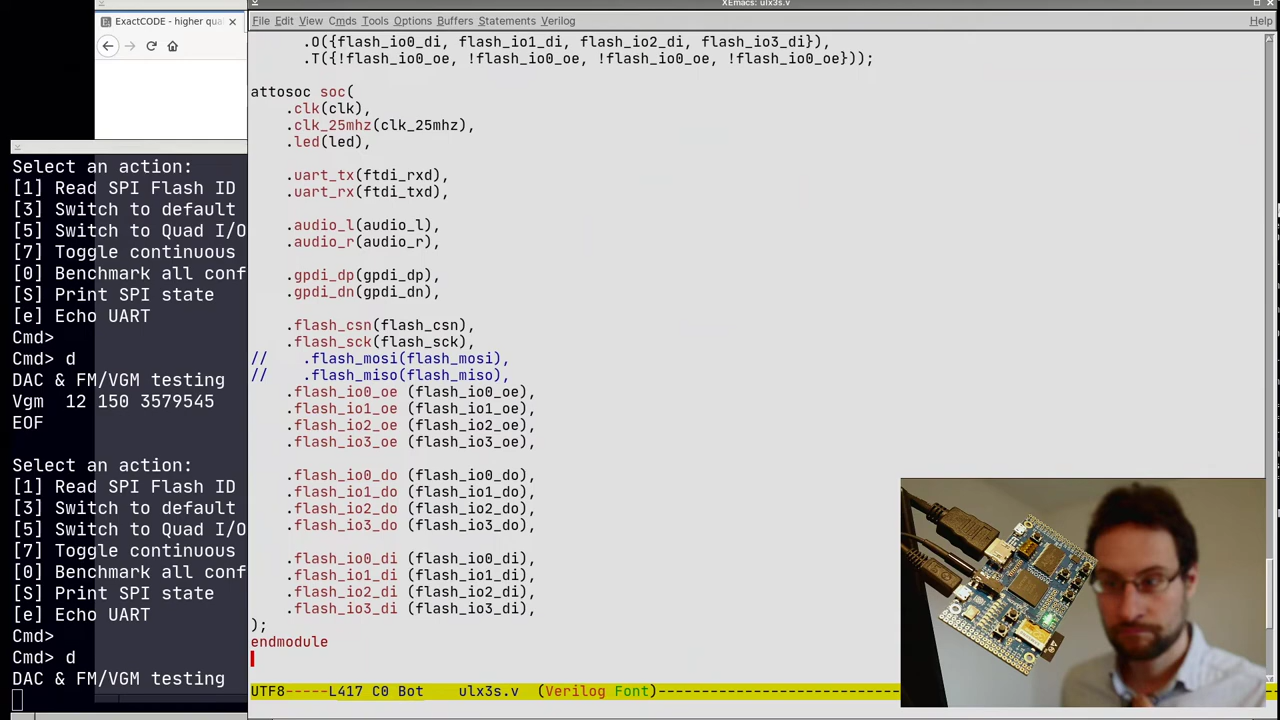 XEmacs: ulx3s.v
ExactCODE - higher qua
File Edit View Cmds Tools Options Buffers Statements Verilog Help
.O({flash_io0_di, flash_io1_di, flash_io2_di, flash_io3_di}),
.T({!flash_io0_oe, !flash_io0_oe, !flash_io0_oe, !flash_io0_oe}));
attosoc soc(
.clk(clk),
.clk_25mhz(clk_25mhz),
.led(led),
.uart_tx(ftdi_rxd),
.uart_rx(ftdi_txd),
.audio_l(audio_l),
.audio_r(audio_r),
.gpdi_dp(gpdi_dp),
.gpdi_dn(gpdi_dn),
.flash_csn(flash_csn),
.flash_sck(flash_sck),
// .flash_mosi(flash_mosi),
// .flash_miso(flash_miso),
.flash_io0_oe (flash_io0_oe),
.flash_io1_oe (flash_io1_oe),
.flash_io2_oe (flash_io2_oe),
.flash_io3_oe (flash_io3_oe),
.flash_io0_do (flash_io0_do),
.flash_io1_do (flash_io1_do),
.flash_io2_do (flash_io2_do),
.flash_io3_do (flash_io3_do),
.flash_io0_di (flash_io0_di),
.flash_io1_di (flash_io1_di),
.flash_io2_di (flash_io2_di),
.flash_io3_di (flash_io3_di),
);
endmodule
UTF8-----L417 C0 Bot ulx3s.v (Verilog Font)----------------------------
Select an action:
[1] Read SPI Flash ID
[3] Switch to default
[5] Switch to Quad I/O
[7] Toggle continuous
[0] Benchmark all conf
[S] Print SPI state
[e] Echo UART
Cmd>
Cmd> d
DAC & FM/VGM testing
Vgm 12 150 3579545
EOF
Select an action:
[1] Read SPI Flash ID
[3] Switch to default
[5] Switch to Quad I/O
[7] Toggle continuous
[0] Benchmark all conf
[S] Print SPI state
[e] Echo UART
Cmd>
Cmd> d
DAC & FM/VGM testing